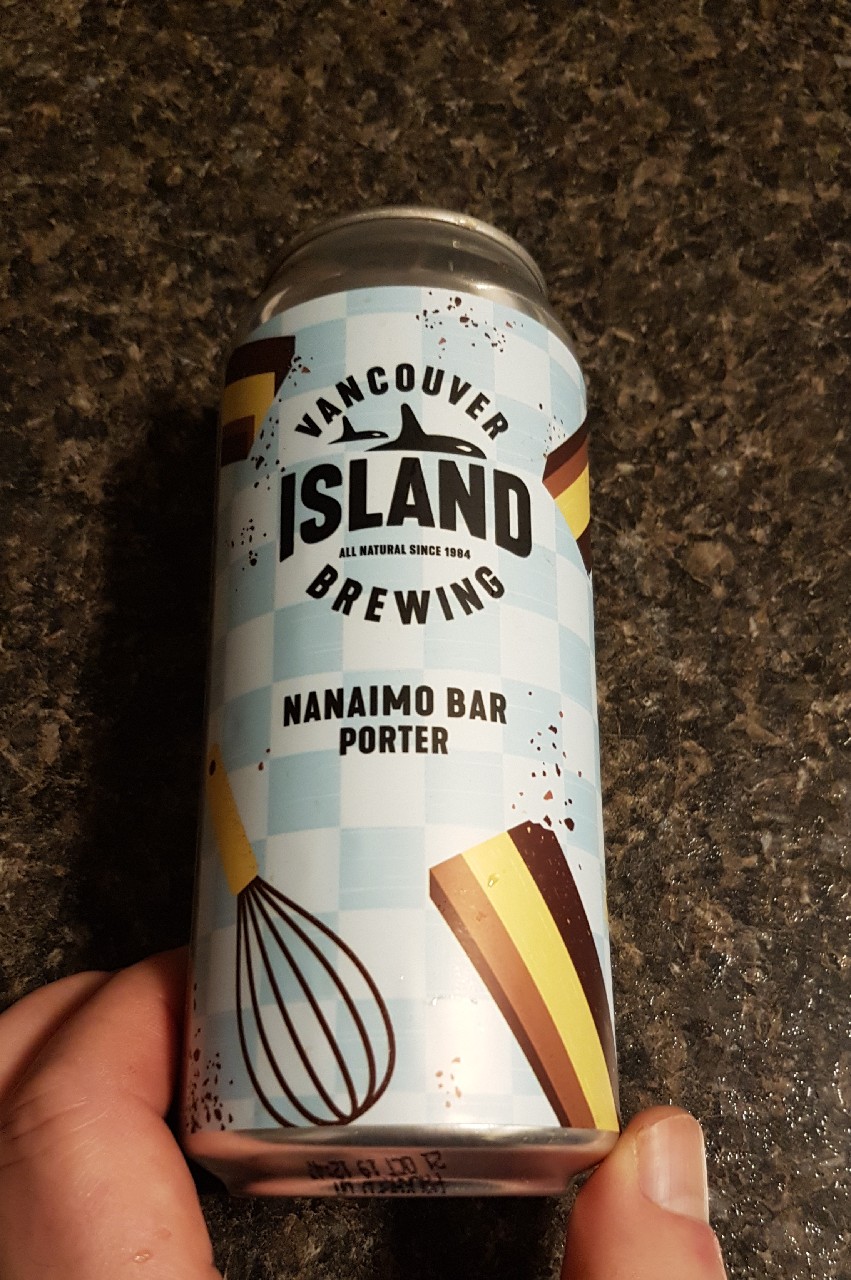 VANCOUVER
ISLAND
ALL NATURAL SINCE 1984
BREWING
NANAIMO BAR
PORTER